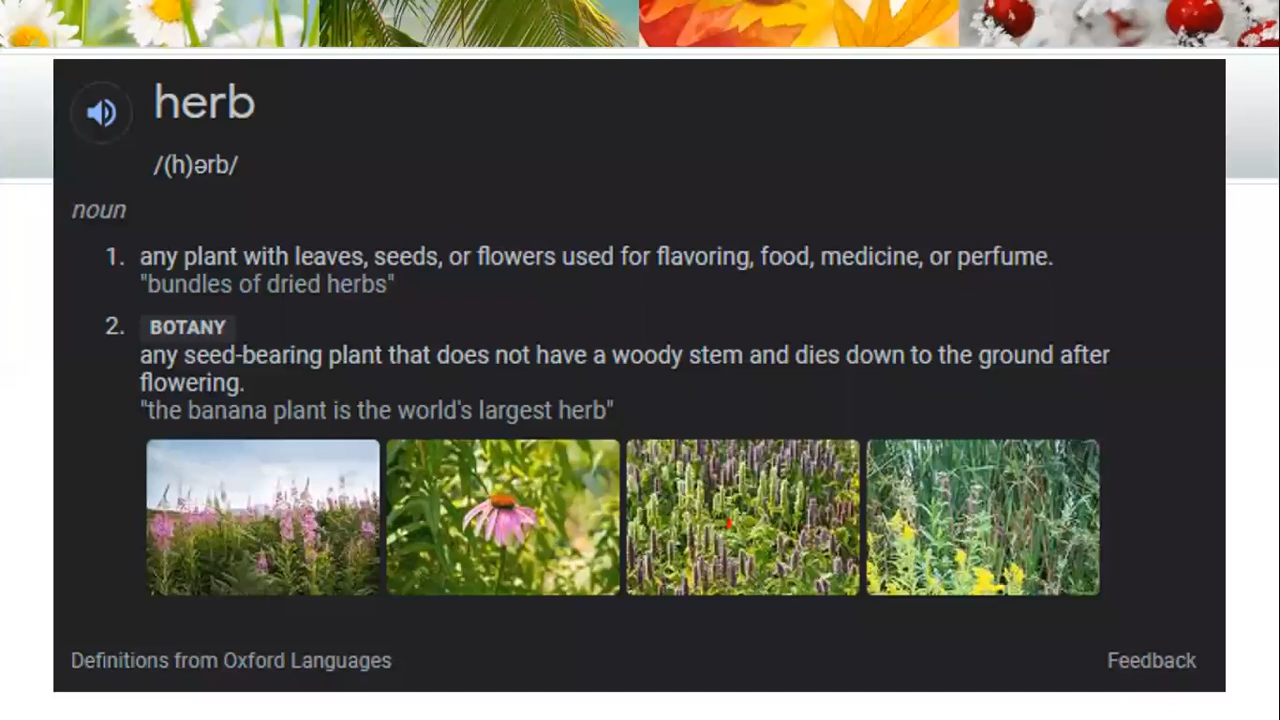 herb
/(h)ərb/
noun
1. any plant with leaves, seeds, or flowers used for flavoring, food, medicine, or perfume.
"bundles of dried herbs"
2. BOTANY
any seed-bearing plant that does not have a woody stem and dies down to the ground after
flowering.
"the banana plant is the world's largest herb"
Definitions from Oxford Languages
Feedback